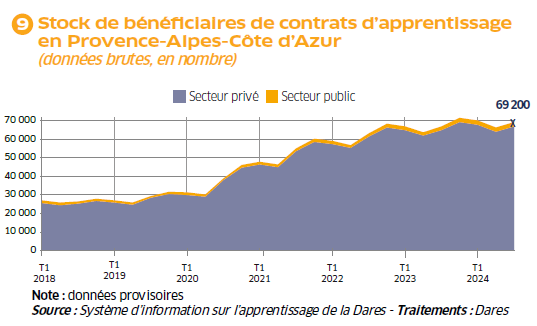 9 Stock de bénéficiaires de contrats d'apprentissage
en Provence-Alpes-Côte d'Azur
(données brutes, en nombre)
Secteur privé Secteur public
69 200
70 000
60 000
50 000
40 000
30 000
20 000
10 000
0
T1 T1 T1 T1 T1 T1 T1
2018 2019 2020 2021 2022 2023 2024
Note : données provisoires
Source : Système d'information sur l'apprentissage de la Dares - Traitements : Dares